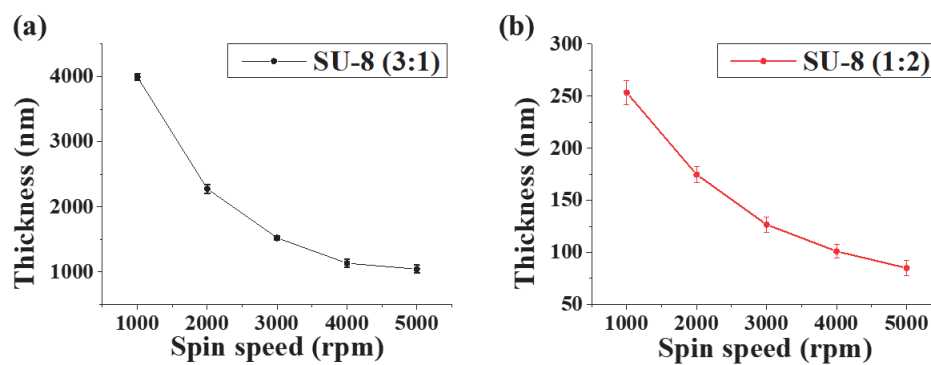 (a)
SU-8 (3:1)
Thickness (nm)
4000
3000
2000
1000
1000 2000 3000 4000 5000
Spin speed (rpm)
(b)
SU-8 (1:2)
Thickness (nm)
300
250
200
150
100
50
1000 2000 3000 4000 5000
Spin speed (rpm)